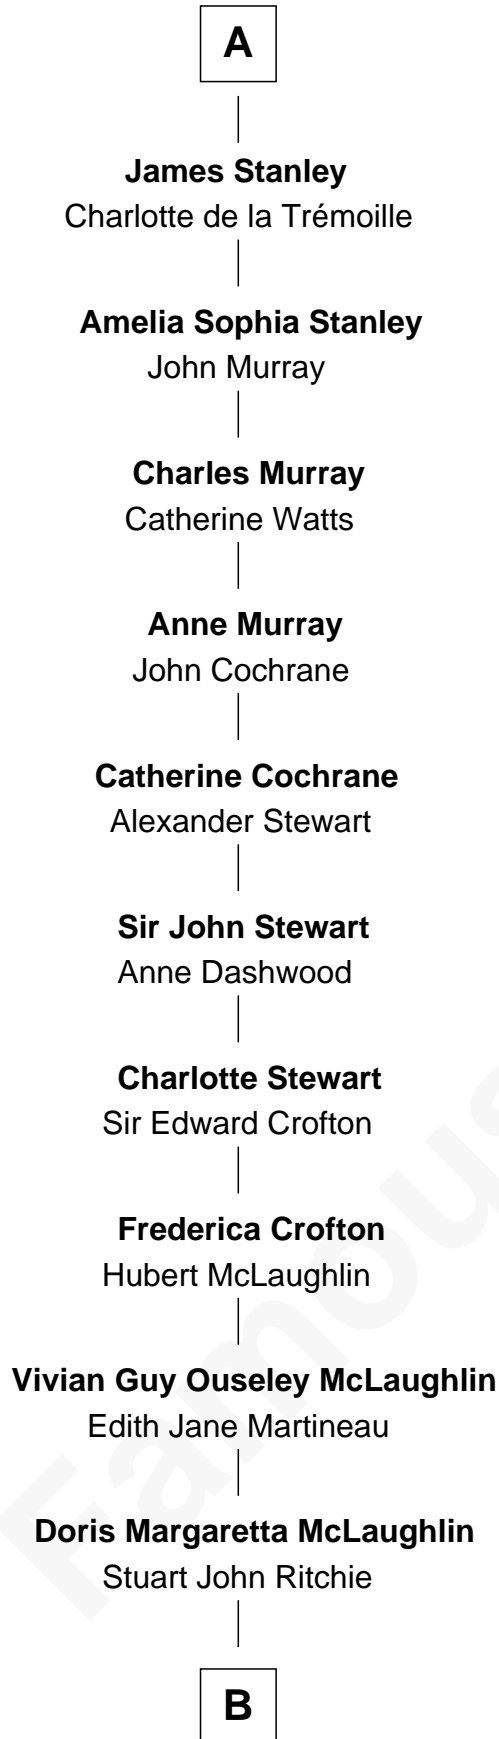 A
James Stanley
Charlotte de la Trémoille
Amelia Sophia Stanley
John Murray
Charles Murray
Catherine Watts
Anne Murray
John Cochrane
Catherine Cochrane
Alexander Stewart
Sir John Stewart
Anne Dashwood
Charlotte Stewart
Sir Edward Crofton
Frederica Crofton
Hubert McLaughlin
Vivian Guy Ouseley McLaughlin
Edith Jane Martineau
Doris Margaretta McLaughlin
Stuart John Ritchie
B
Famous